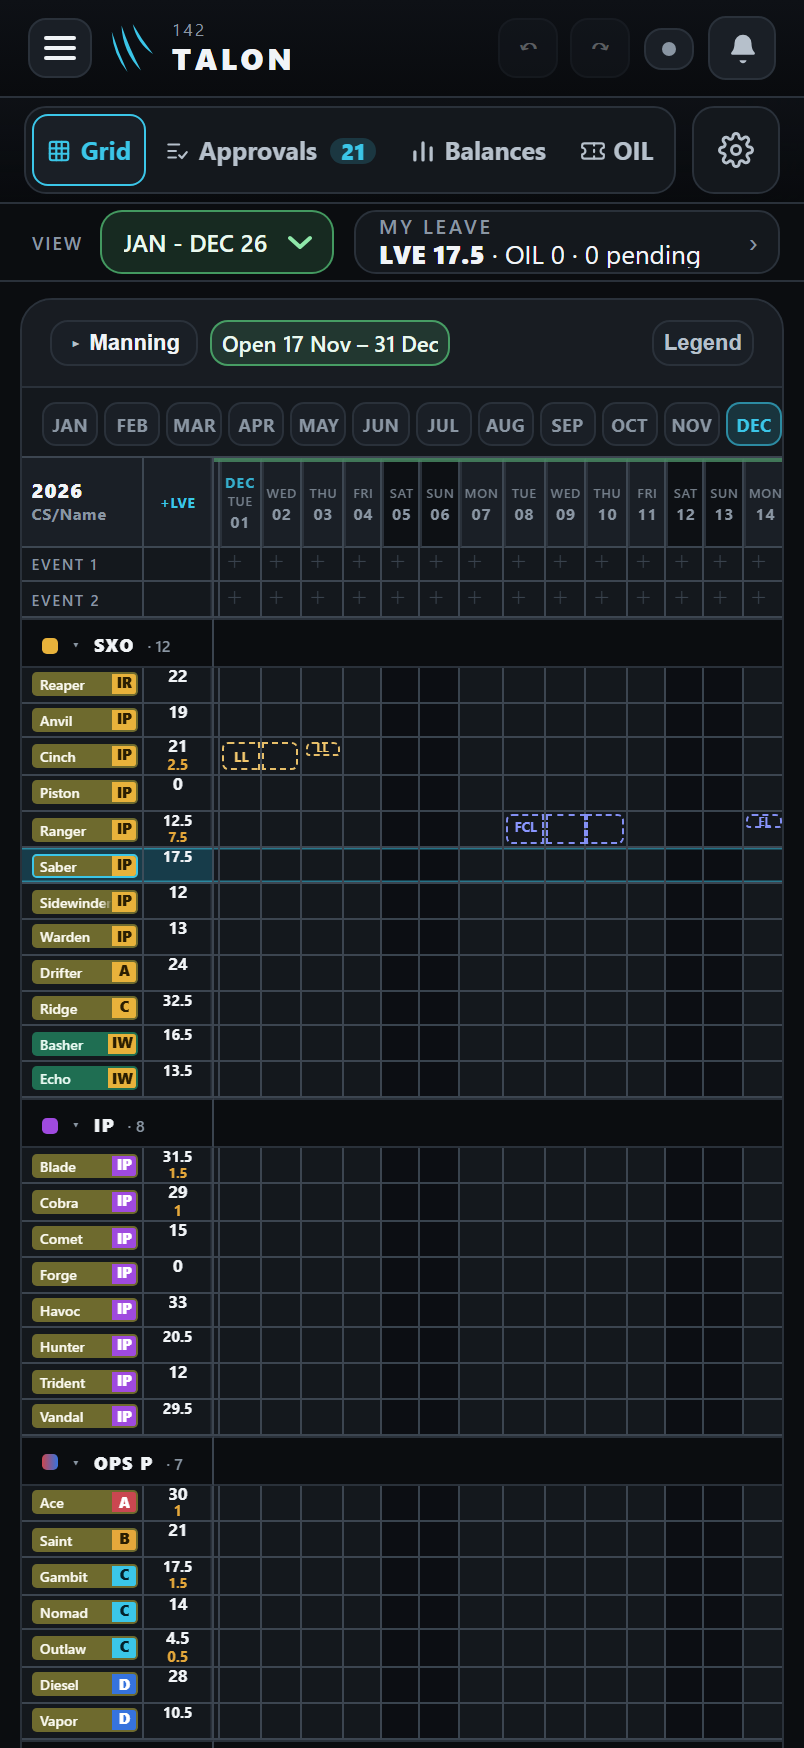 142
TALON
Grid
Approvals 21
Balances
OIL
VIEW
JAN - DEC 26
MY LEAVE
LVE 17.5 · OIL 0 · 0 pending
▸ Manning
Open 17 Nov – 31 Dec
Legend
JAN FEB MAR APR MAY JUN JUL AUG SEP OCT NOV DEC
2026
CS/Name
+LVE
DEC
TUE WED THU FRI SAT SUN MON TUE WED THU FRI SAT SUN MON
01 02 03 04 05 06 07 08 09 10 11 12 13 14
EVENT 1 + + + + + + + + + + + + + +
EVENT 2 + + + + + + + + + + + + + +
SXO · 12
Reaper IR 22
Anvil IP 19
Cinch IP 21 2.5 LL LL
Piston IP 0
Ranger IP 12.5 7.5 FCL FL
Saber IP 17.5
Sidewinder IP 12
Warden IP 13
Drifter A 24
Ridge C 32.5
Basher IW 16.5
Echo IW 13.5
IP · 8
Blade IP 31.5 1.5
Cobra IP 29 1
Comet IP 15
Forge IP 0
Havoc IP 33
Hunter IP 20.5
Trident IP 12
Vandal IP 29.5
OPS P · 7
Ace A 30 1
Saint B 21
Gambit C 17.5 1.5
Nomad C 14
Outlaw C 4.5 0.5
Diesel D 28
Vapor D 10.5